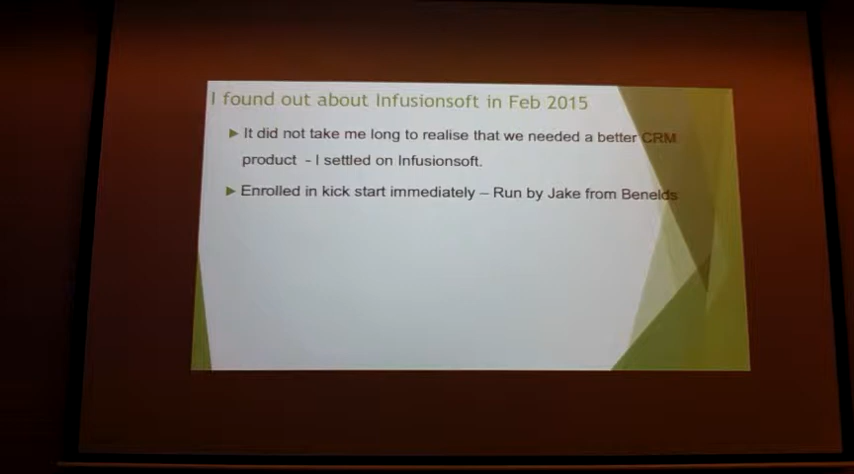 I found out about Infusionsoft in Feb 2015
It did not take me long to realise that we needed a better CRM
product - I settled on Infusionsoft.
Enrolled in kick start immediately – Run by Jake from Benelds